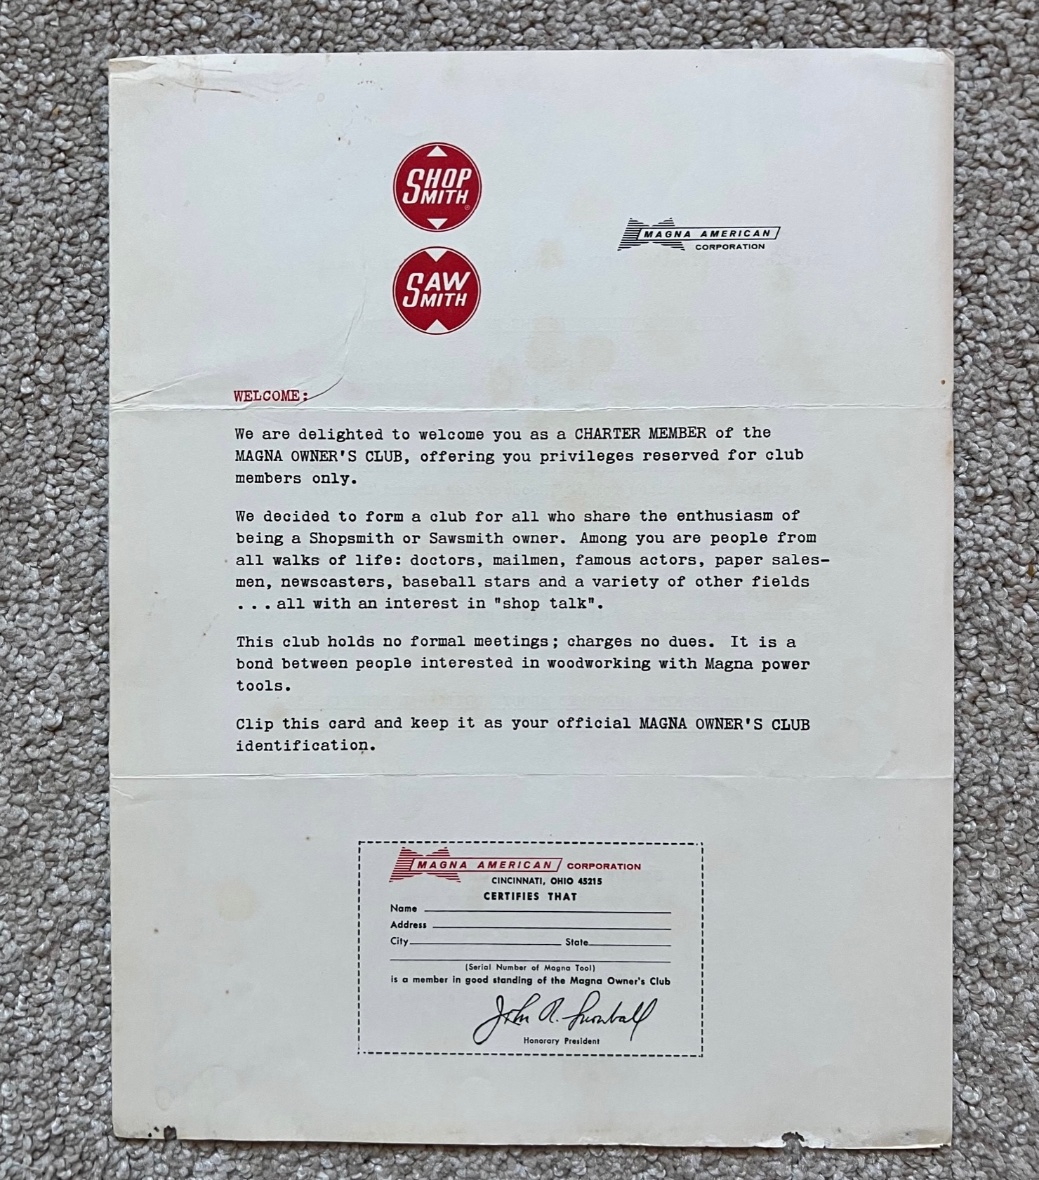 SHOP
SMITH®
MAGNA AMERICAN
CORPORATION
SAW
SMITH
WELCOME:
We are delighted to welcome you as a CHARTER MEMBER of the
MAGNA OWNER'S CLUB, offering you privileges reserved for club
members only.
We decided to form a club for all who share the enthusiasm of
being a Shopsmith or Sawsmith owner. Among you are people from
all walks of life: doctors, mailmen, famous actors, paper sales-
men, newscasters, baseball stars and a variety of other fields
...all with an interest in "shop talk".
This club holds no formal meetings; charges no dues. It is a
bond between people interested in woodworking with Magna power
tools.
Clip this card and keep it as your official MAGNA OWNER'S CLUB
identification.
MAGNA AMERICAN CORPORATION
CINCINNATI, OHIO 45215
CERTIFIES THAT
Name
Address
City State
(Serial Number of Magna Tool)
is a member in good standing of the Magna Owner's Club
John R.
Honorary President